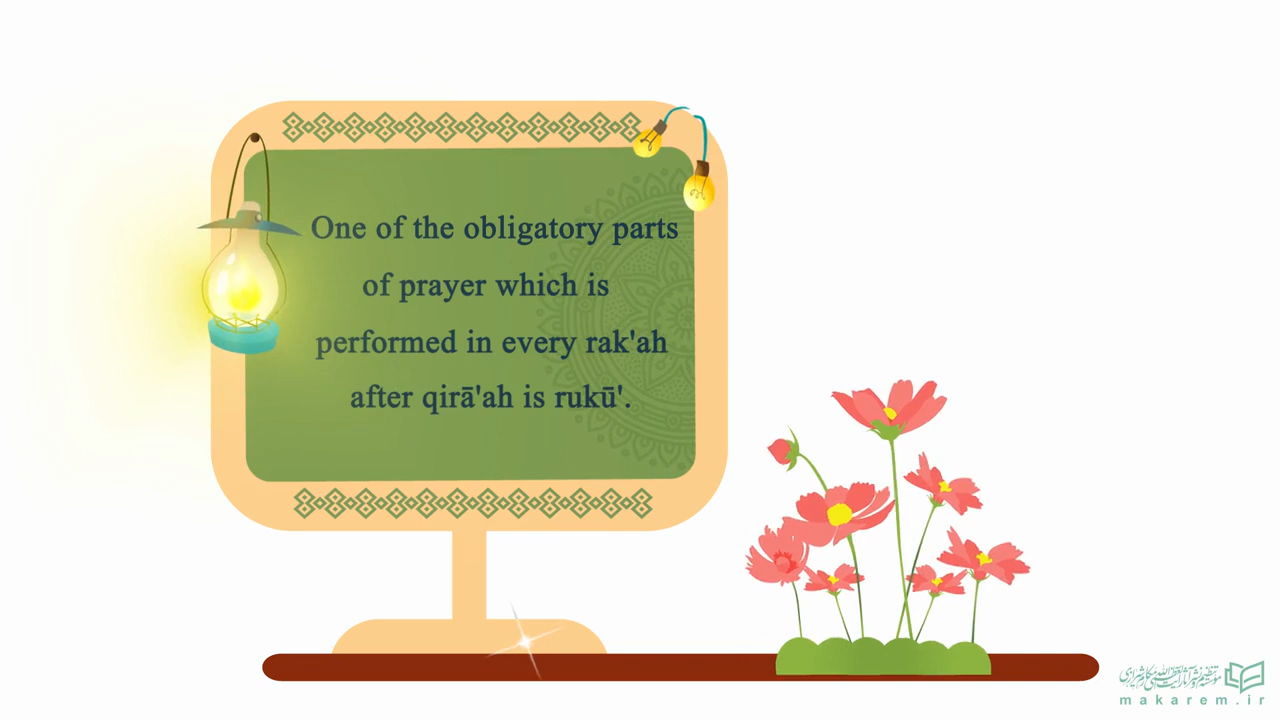 One of the obligatory parts
of prayer which is
performed in every rak'ah
after qirā'ah is rukū'.
makarem.ir